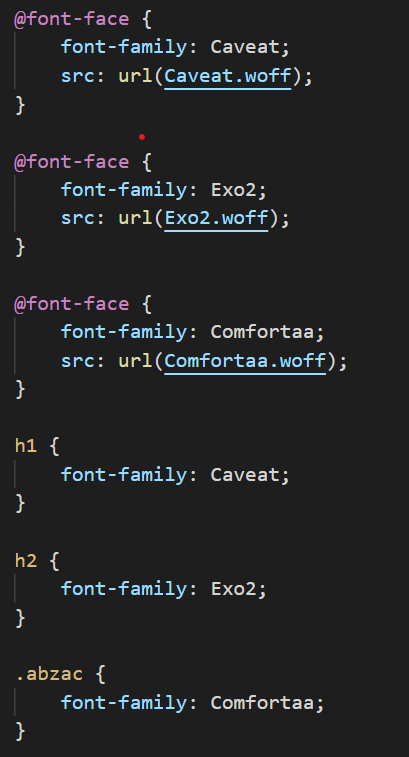 @font-face {
    font-family: Caveat;
    src: url(Caveat.woff);
}
@font-face {
    font-family: Exo2;
    src: url(Exo2.woff);
}
@font-face {
    font-family: Comfortaa;
    src: url(Comfortaa.woff);
}
h1 {
    font-family: Caveat;
}
h2 {
    font-family: Exo2;
}
.abzac {
    font-family: Comfortaa;
}